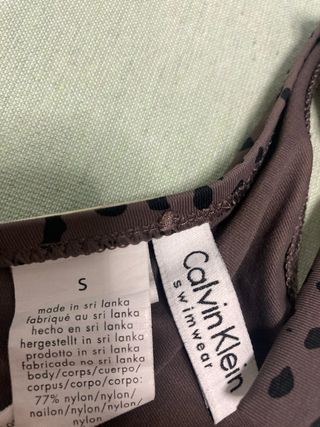 S
made in sri lanka
fabriqué au sri lanka
hecho en sri lanka
hergestellt in sri lanka
prodotto in sri lanka
fabricado no sri lanka
body/corps/cuerpo/
corpus/corpo/corpo:
77% nylon/nylon/
nailon/nylon/nylon/
nylon
Calvin Klein
swimwear